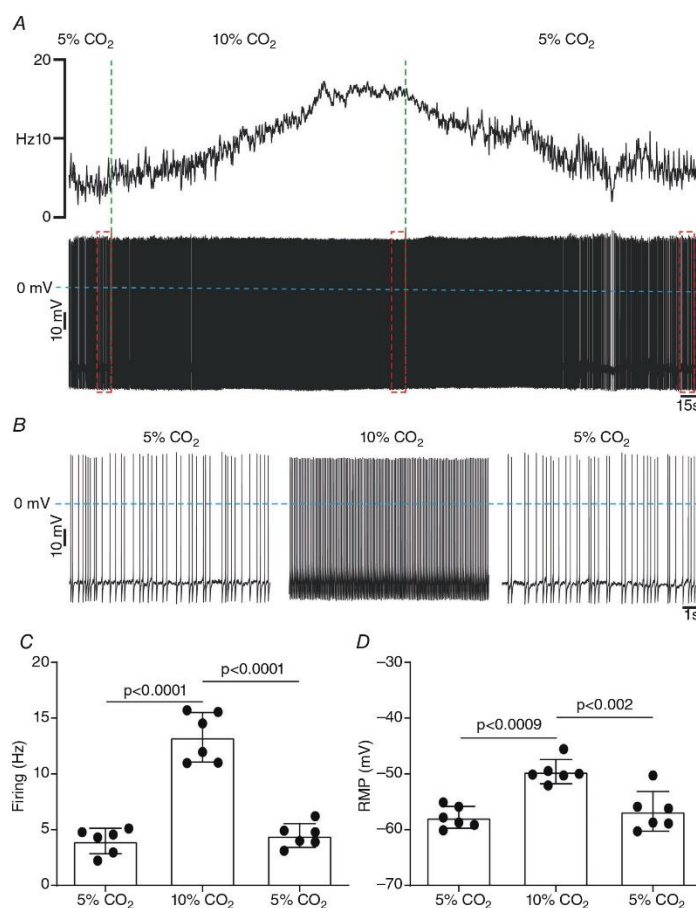 A
5% CO2 10% CO2 5% CO2
20
Hz10
0
0 mV
10 mV
15s
B
5% CO2 10% CO2 5% CO2
0 mV
10 mV
1s
C D
20 -30
p<0.0001 p<0.0001
15 -40
p<0.0009 p<0.002
Firing (Hz) RMP (mV)
10 -50
5 -60
0 -70
5% CO2 10% CO2 5% CO2 5% CO2 10% CO2 5% CO2